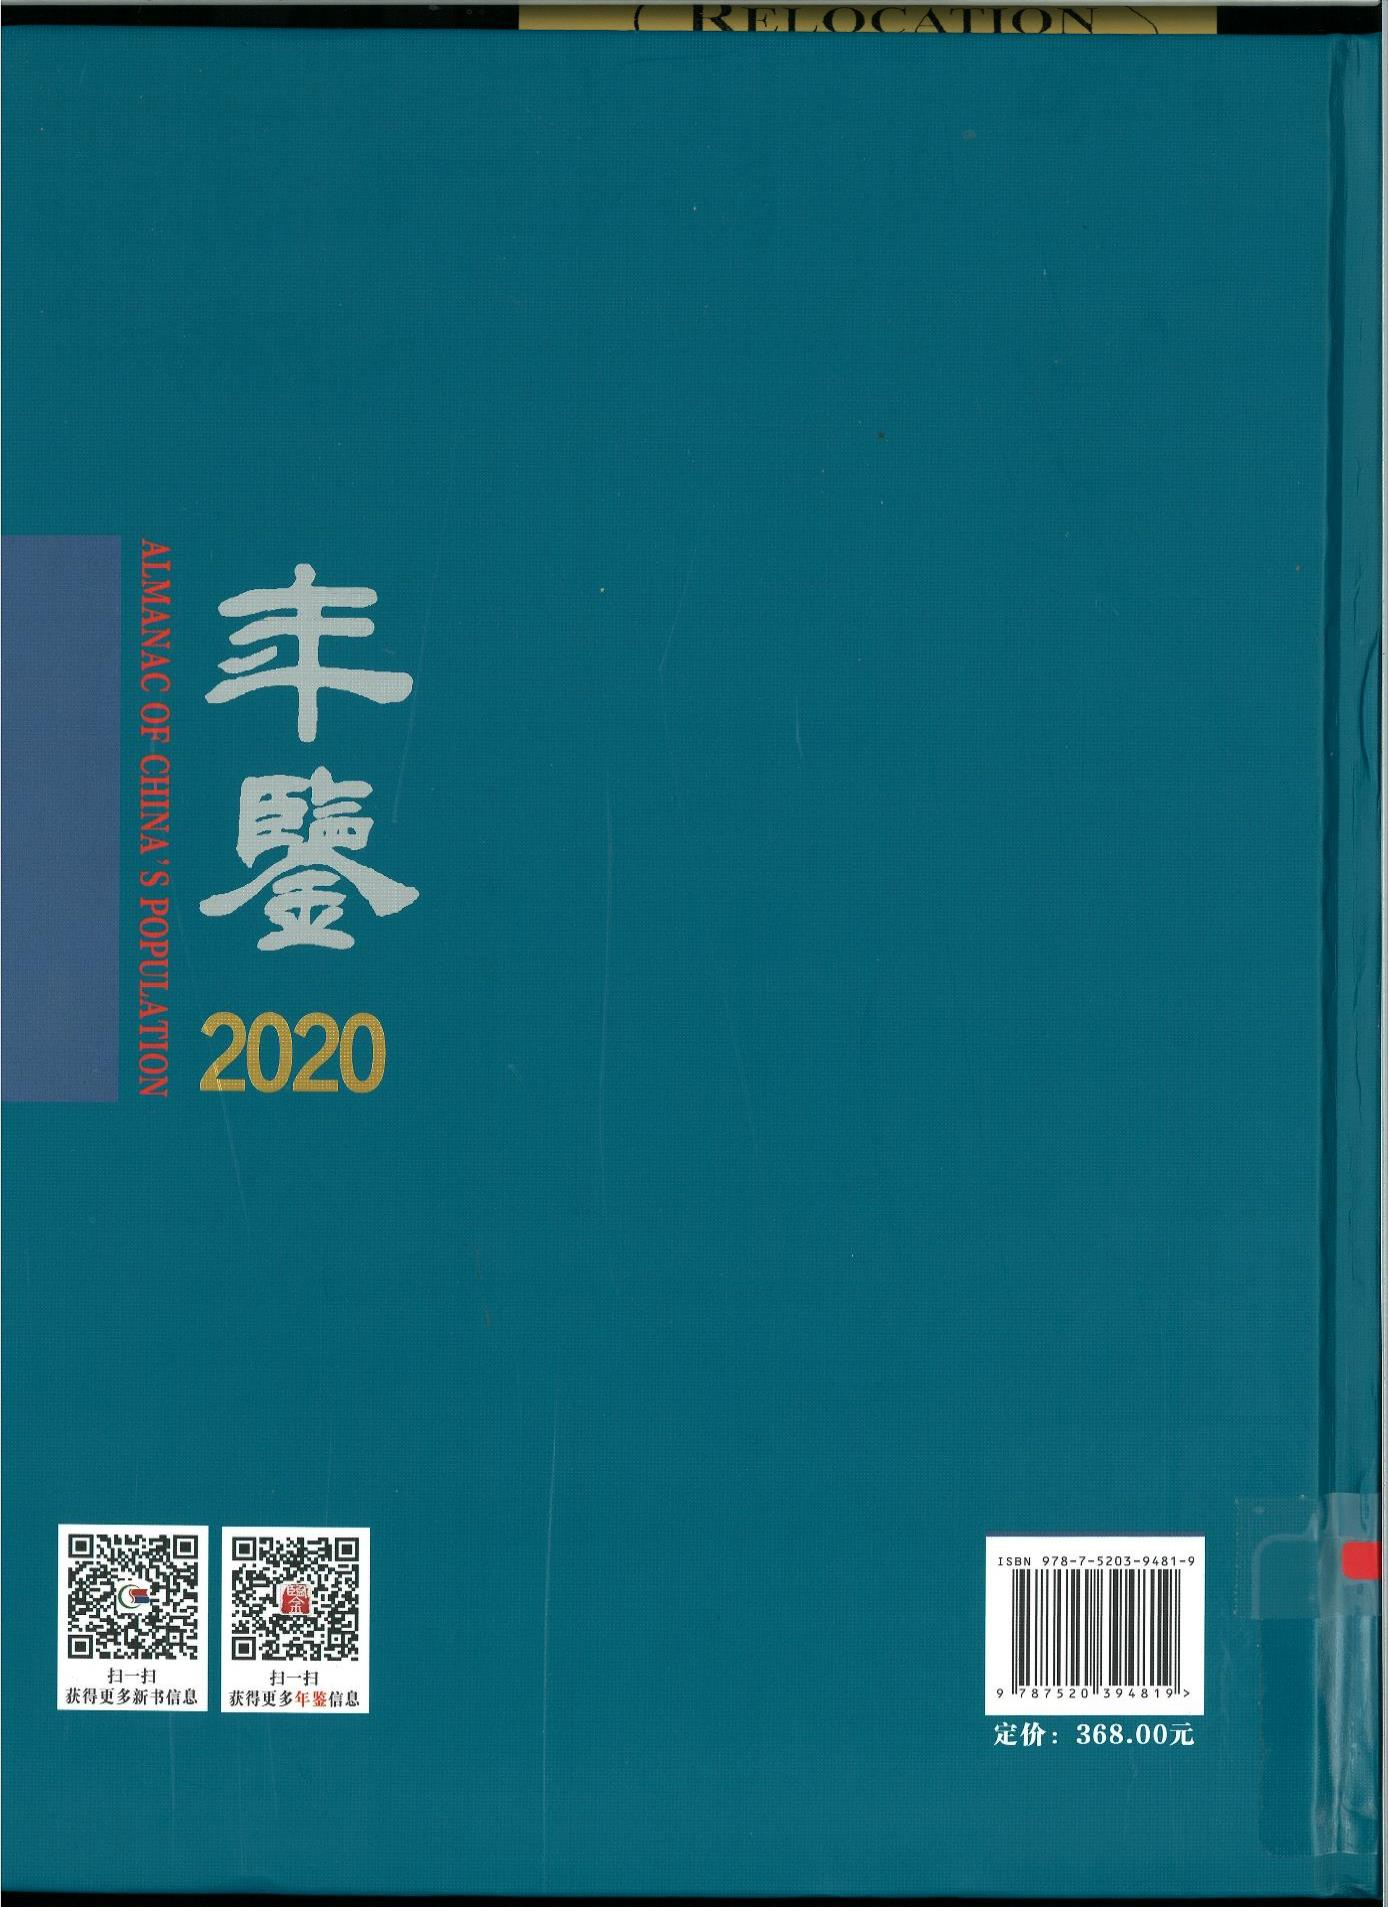 RELOCATION
ALMANAC OF CHINA'S POPULATION
年鑒
2020
扫一扫
获得更多新书信息
鑒
扫一扫
获得更多年鉴信息
ISBN 978-7-5203-9481-9
9 787520 394819 >
定价：368.00元